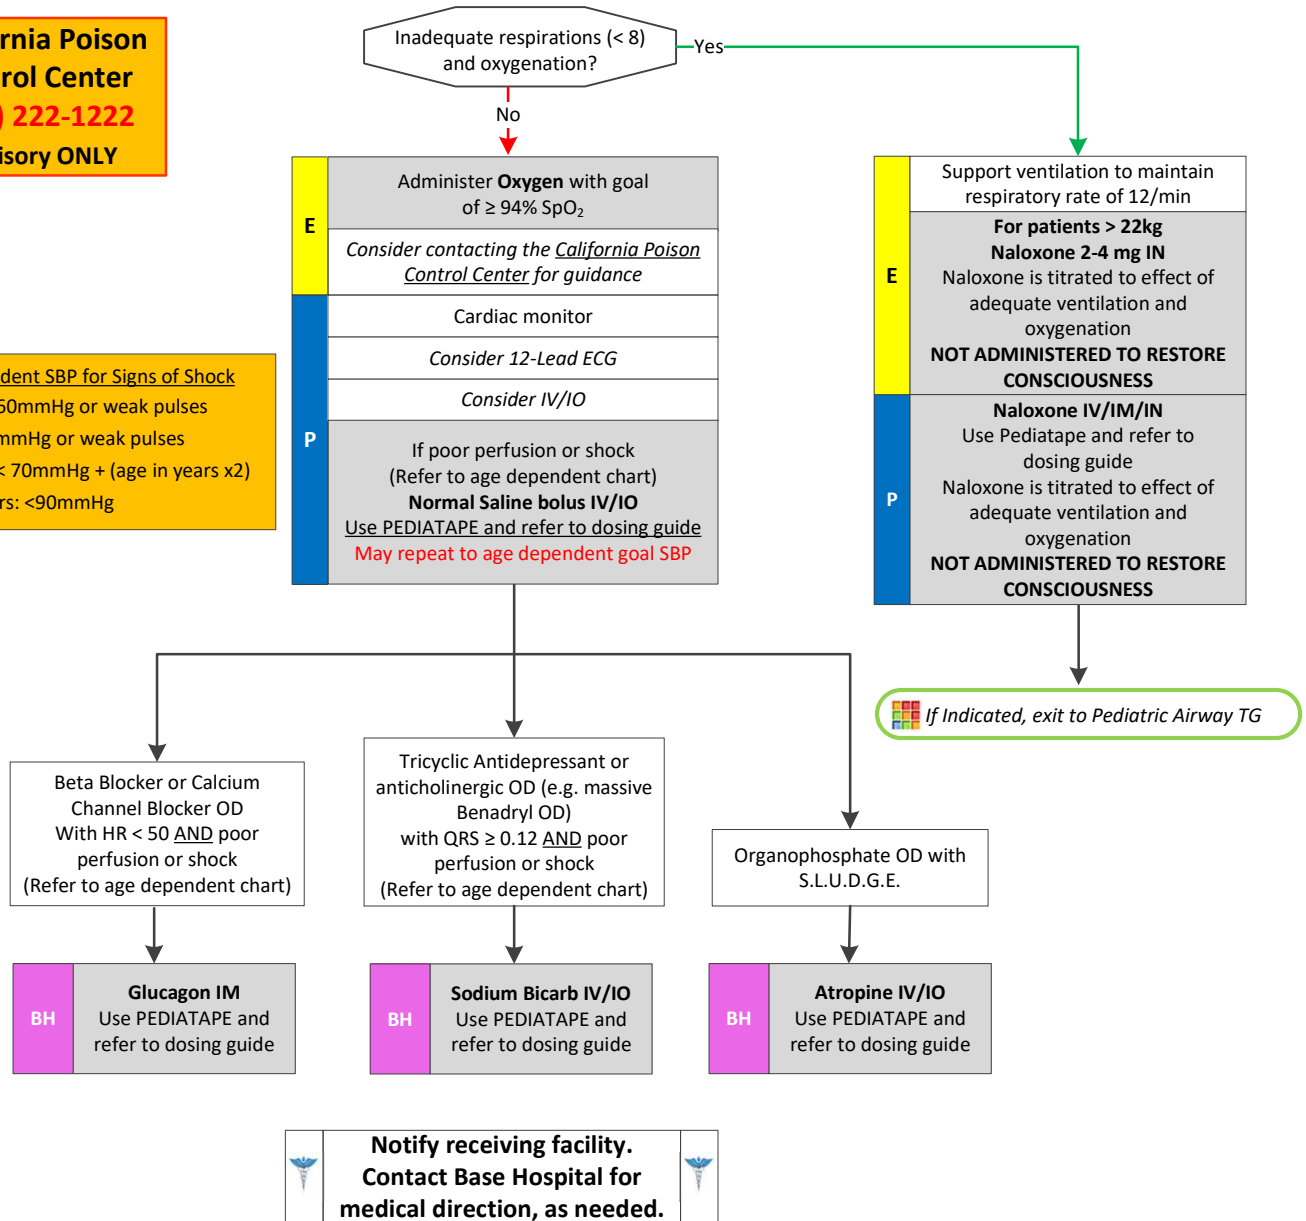 rnia Poison
rol Center
) 222-1222
isory ONLY
Inadequate respirations (< 8)
and oxygenation?
Yes
No
E
Administer Oxygen with goal
of ≥ 94% SpO₂
Consider contacting the California Poison
Control Center for guidance
P
Cardiac monitor
Consider 12-Lead ECG
Consider IV/IO
If poor perfusion or shock
(Refer to age dependent chart)
Normal Saline bolus IV/IO
Use PEDIATAPE and refer to dosing guide
May repeat to age dependent goal SBP
E
Support ventilation to maintain
respiratory rate of 12/min
For patients > 22kg
Naloxone 2-4 mg IN
Naloxone is titrated to effect of
adequate ventilation and
oxygenation
NOT ADMINISTERED TO RESTORE
CONSCIOUSNESS
P
Naloxone IV/IM/IN
Use Pediatape and refer to
dosing guide
Naloxone is titrated to effect of
adequate ventilation and
oxygenation
NOT ADMINISTERED TO RESTORE
CONSCIOUSNESS
If Indicated, exit to Pediatric Airway TG
dent SBP for Signs of Shock
60mmHg or weak pulses
mmHg or weak pulses
< 70mmHg + (age in years x2)
rs: <90mmHg
Beta Blocker or Calcium
Channel Blocker OD
With HR < 50 AND poor
perfusion or shock
(Refer to age dependent chart)
Tricyclic Antidepressant or
anticholinergic OD (e.g. massive
Benadryl OD)
with QRS ≥ 0.12 AND poor
perfusion or shock
(Refer to age dependent chart)
Organophosphate OD with
S.L.U.D.G.E.
BH
Glucagon IM
Use PEDIATAPE and
refer to dosing guide
BH
Sodium Bicarb IV/IO
Use PEDIATAPE and
refer to dosing guide
BH
Atropine IV/IO
Use PEDIATAPE and
refer to dosing guide
Notify receiving facility.
Contact Base Hospital for
medical direction, as needed.